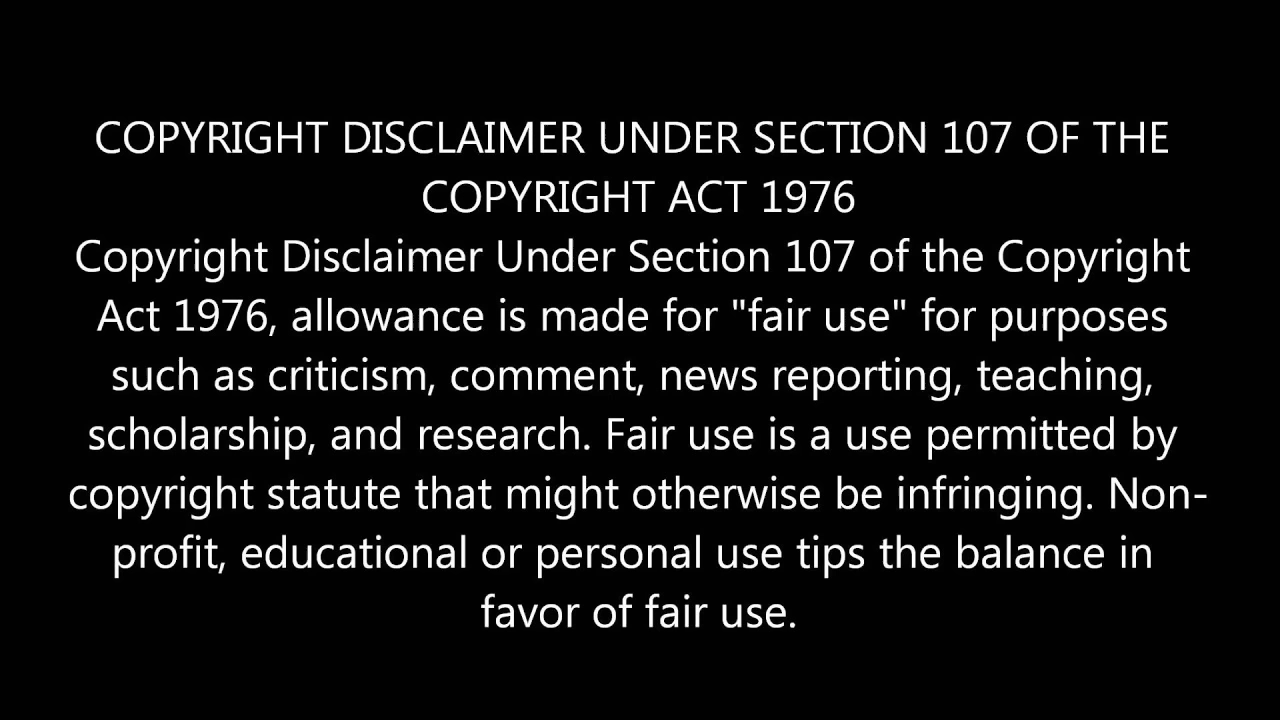 COPYRIGHT DISCLAIMER UNDER SECTION 107 OF THE
COPYRIGHT ACT 1976
Copyright Disclaimer Under Section 107 of the Copyright
Act 1976, allowance is made for "fair use" for purposes
such as criticism, comment, news reporting, teaching,
scholarship, and research. Fair use is a use permitted by
copyright statute that might otherwise be infringing. Non-
profit, educational or personal use tips the balance in
favor of fair use.